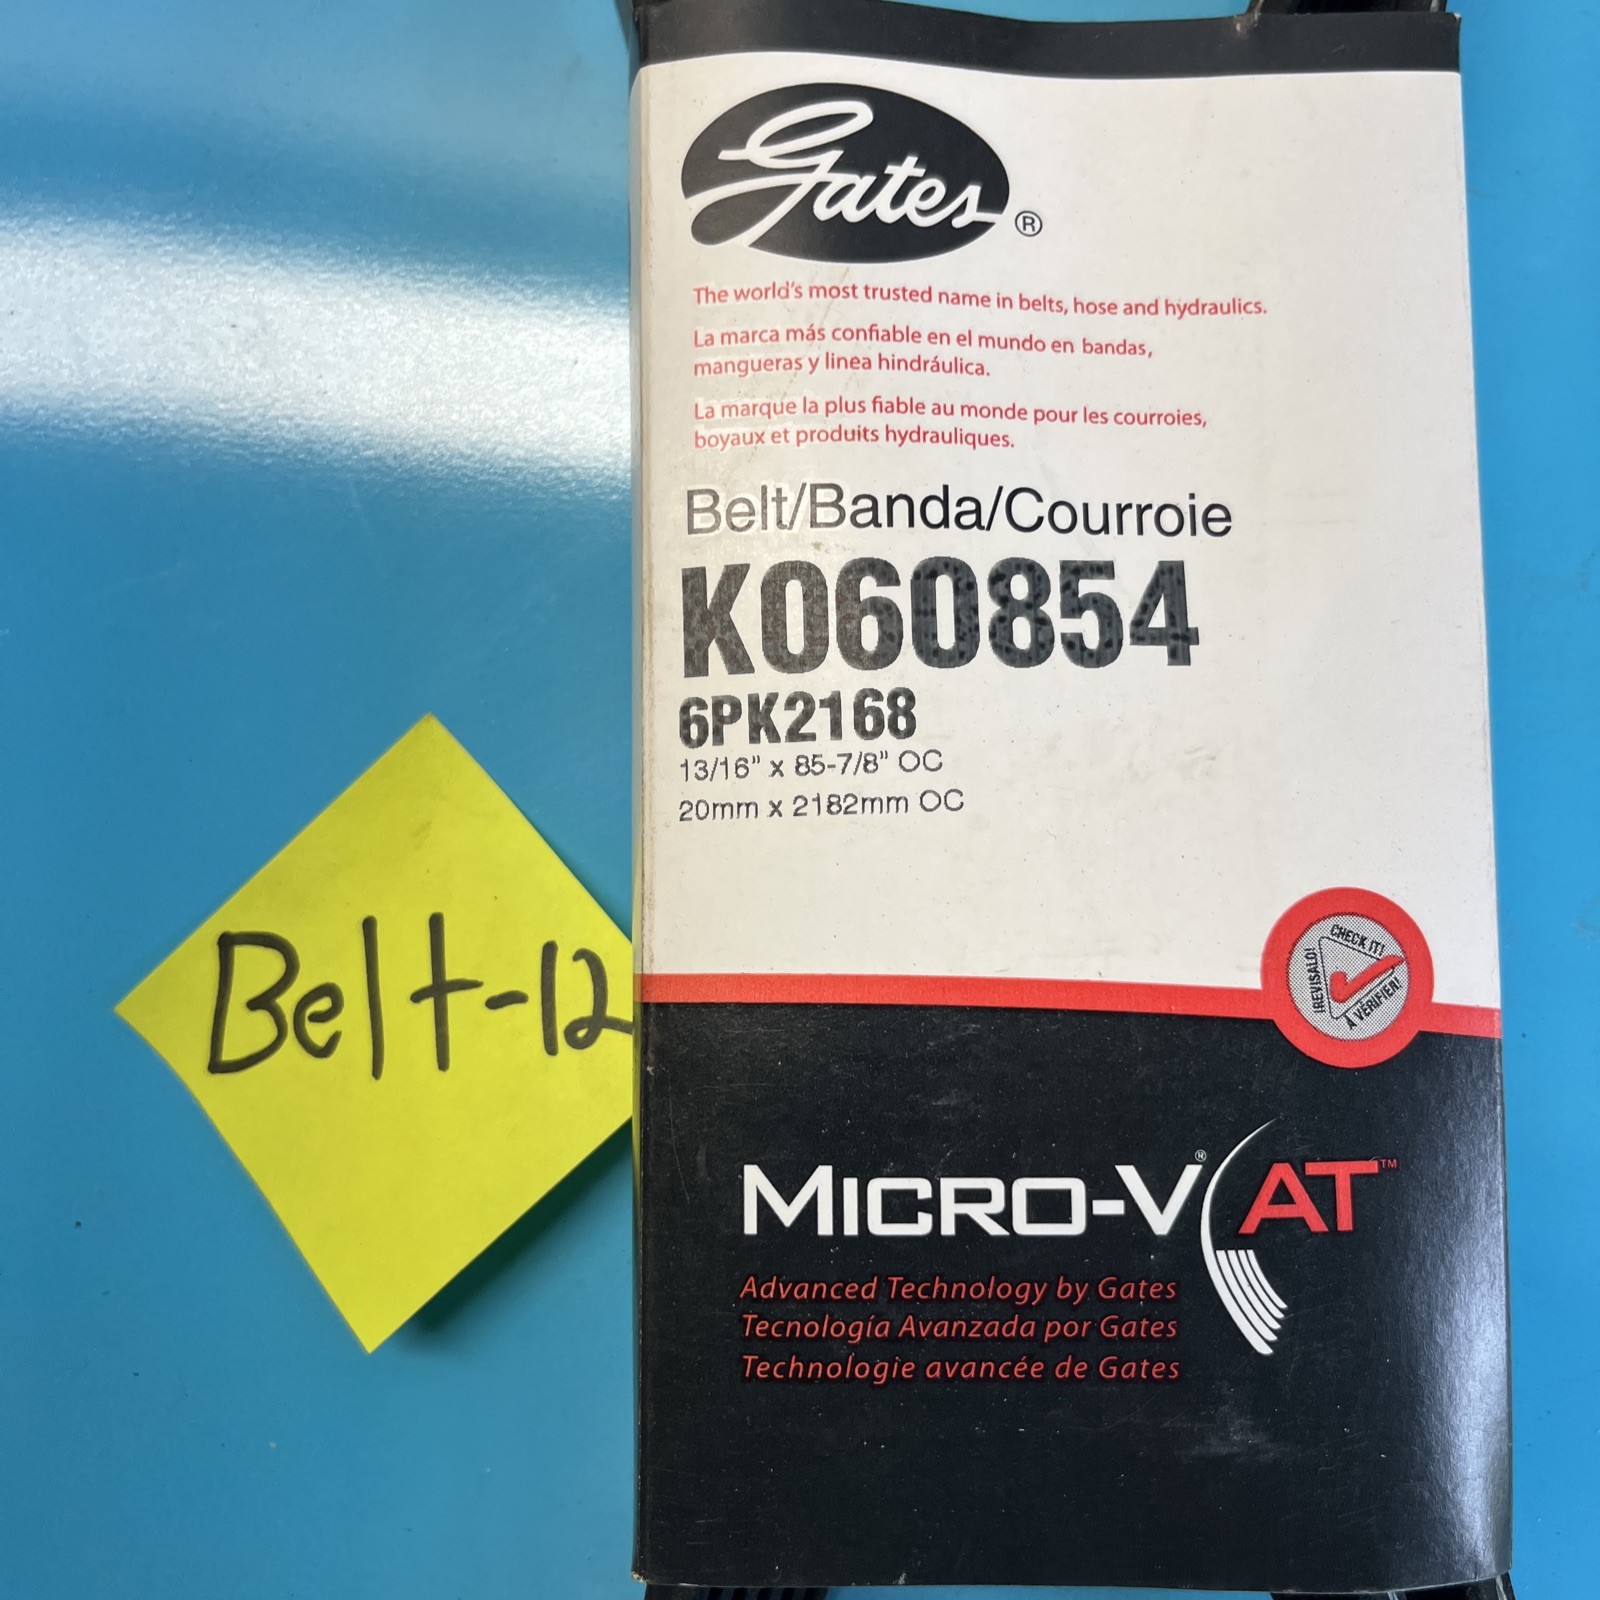 Gates®
The world's most trusted name in belts, hose and hydraulics.
La marca más confiable en el mundo en bandas,
mangueras y linea hindráulica.
La marque la plus fiable au monde pour les courroies,
boyaux et produits hydrauliques.
Belt/Banda/Courroie
K060854
6PK2168
13/16" x 85-7/8" OC
20mm x 2182mm OC
Belt-12
CHECK IT!
¡REVISALO!
À VÉRIFIER!
MICRO-V® AT™
Advanced Technology by Gates
Tecnología Avanzada por Gates
Technologie avancée de Gates